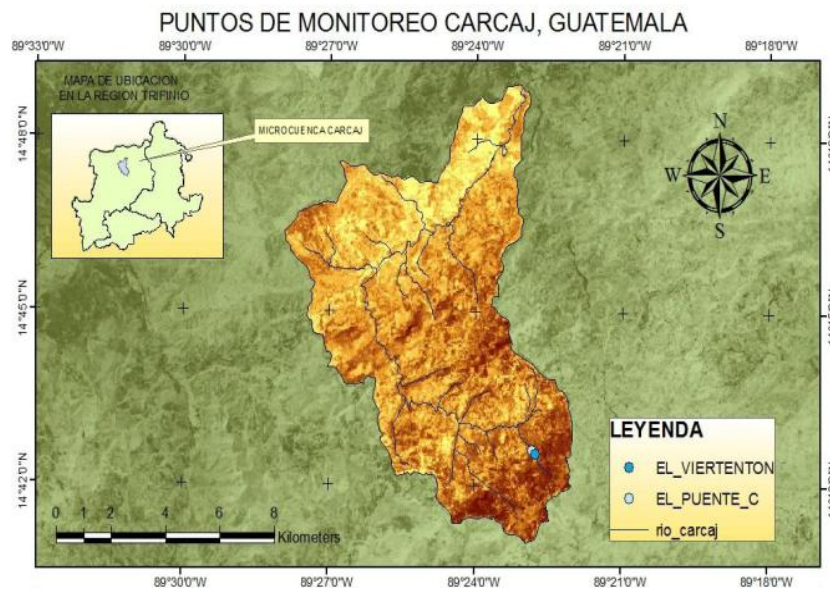 PUNTOS DE MONITOREO CARCAJ, GUATEMALA
89°33'0"W 89°30'0"W 89°27'0"W 89°24'0"W 89°21'0"W 89°18'0"W
MAPA DE UBICACION
EN LA REGION TRIFINIO
MICROCUENCA CARCAJ
N
W E
S
14°48'0"N
14°45'0"N
14°42'0"N
LEYENDA
EL_VIERTENTON
EL_PUENTE_C
rio_carcaj
0 1 2 4 6 8
Kilometers
89°30'0"W 89°27'0"W 89°24'0"W 89°21'0"W 89°18'0"W